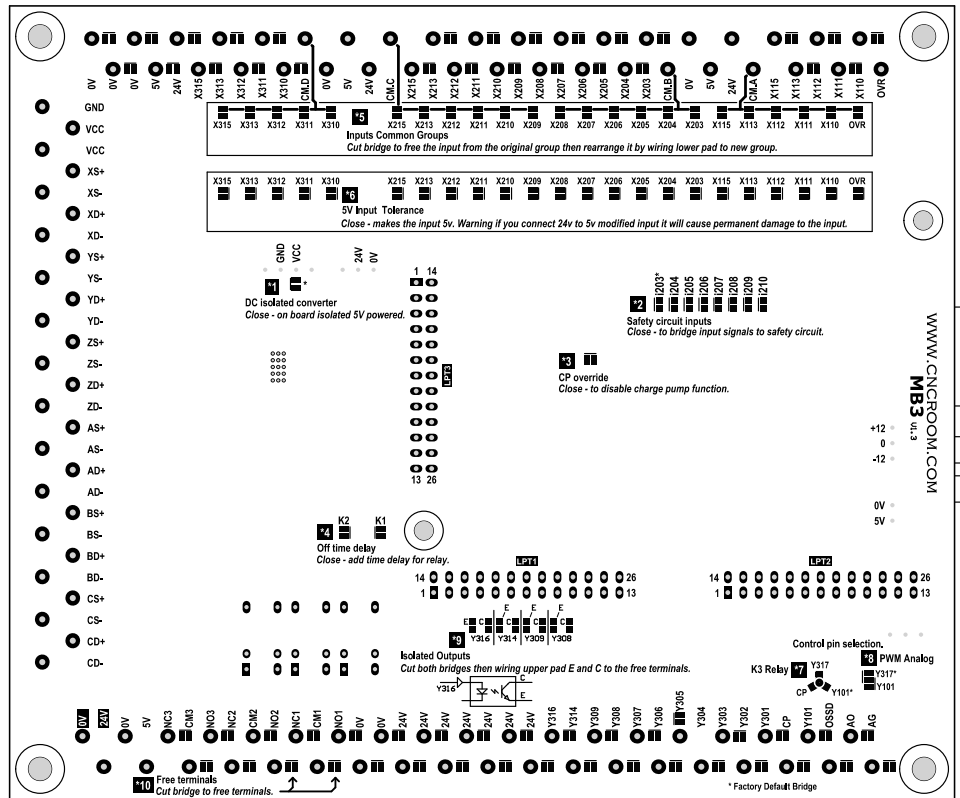 0V 0V 5V 24V X315 X313 X312 X311 X310 CM.D 0V 5V 24V CM.C X215 X213 X212 X211 X210 X209 X208 X207 X206 X205 X204 X203 CM.B 0V 5V 24V CM.A X115 X113 X112 X111 X110 OVR
X315 X313 X312 X311 X310 X215 X213 X212 X211 X210 X209 X208 X207 X206 X205 X204 X203 X115 X113 X112 X111 X110 OVR
*5
Inputs Common Groups
Cut bridge to free the input from the original group then rearrange it by wiring lower pad to new group.
X315 X313 X312 X311 X310 X215 X213 X212 X211 X210 X209 X208 X207 X206 X205 X204 X203 X115 X113 X112 X111 X110 OVR
*6
5V Input Tolerance
Close - makes the input 5v. Warning if you connect 24v to 5v modified input it will cause permanent damage to the input.
GND
VCC
VCC
XS+
XS-
XD+
XD-
YS+
YS-
YD+
YD-
ZS+
ZS-
ZD+
ZD-
AS+
AS-
AD+
AD-
BS+
BS-
BD+
BD-
CS+
CS-
CD+
CD-
GND VCC 24V 0V
*1 *
DC isolated converter
Close - on board isolated 5V powered.
1 14
LPT3
13 26
i203* i204 i205 i206 i207 i208 i209 i210
*2
Safety circuit inputs
Close - to bridge input signals to safety circuit.
*3
CP override
Close - to disable charge pump function.
WWW.CNCROOM.COM
MB3 V1.3
+12
0
-12
0V
5V
K2 K1
*4
Off time delay
Close - add time delay for relay.
LPT1
14 26
1 13
LPT2
14 26
1 13
E C E C E C E C
Y316 Y314 Y309 Y308
*9
Isolated Outputs
Cut both bridges then wiring upper pad E and C to the free terminals.
Y316 C E
Control pin selection.
K3 Relay *7 Y317 CP Y101*
*8 PWM Analog
Y317*
Y101
0V 24V 0V 5V NC3 CM3 NO3 NC2 CM2 NO2 NC1 CM1 NO1 0V 0V 24V 24V 24V 24V 24V 24V 24V Y316 Y314 Y309 Y308 Y307 Y306 Y305 Y304 Y303 Y302 Y301 CP Y101 OSSD AO AG
*10 Free terminals
Cut bridge to free terminals.
* Factory Default Bridge